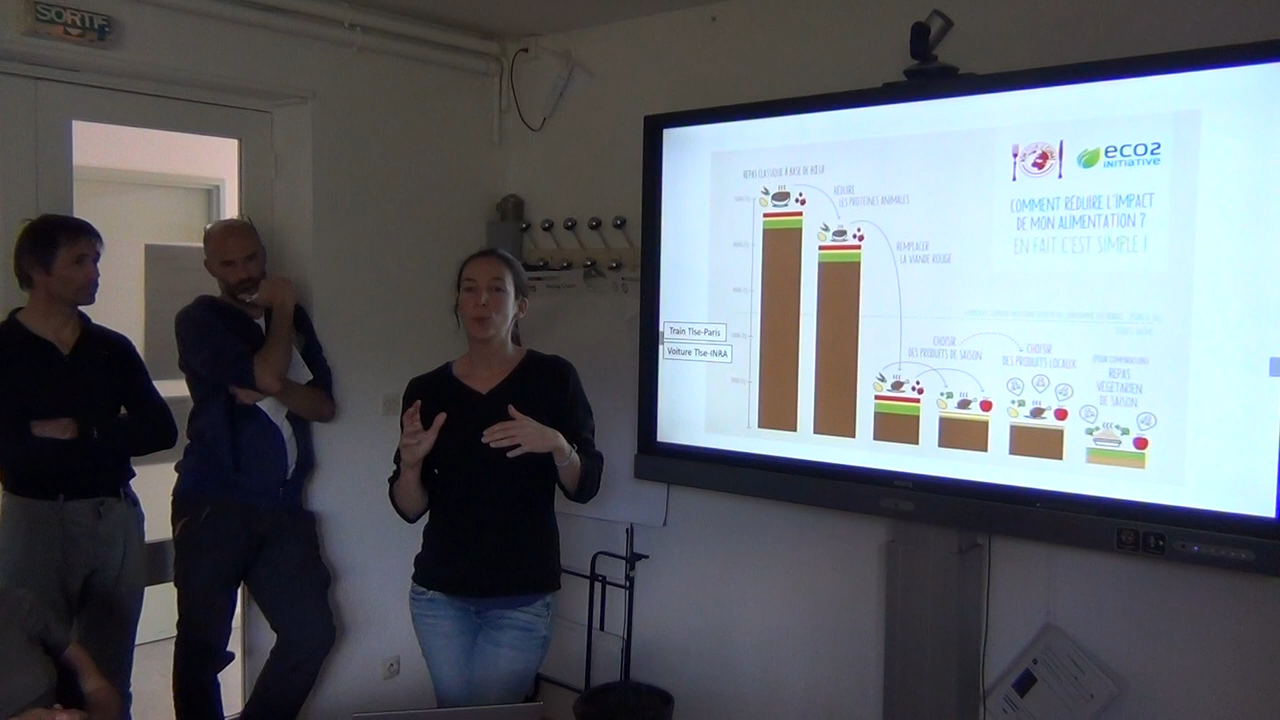 SORTIE
eco2
INITIATIVE
COMMENT RÉDUIRE L'IMPACT
DE MON ALIMENTATION ?
EN FAIT C'EST SIMPLE !
REPAS CLASSIQUE À BASE DE BŒUF
RÉDUIRE
LES PROTÉINES ANIMALES
REMPLACER
LA VIANDE ROUGE
Train Tlse-Paris
Voiture Tlse-INRA
CHOISIR
DES PRODUITS DE SAISON
CHOISIR
DES PRODUITS LOCAUX
(POUR COMPARAISON)
REPAS
VÉGÉTARIEN
DE SAISON